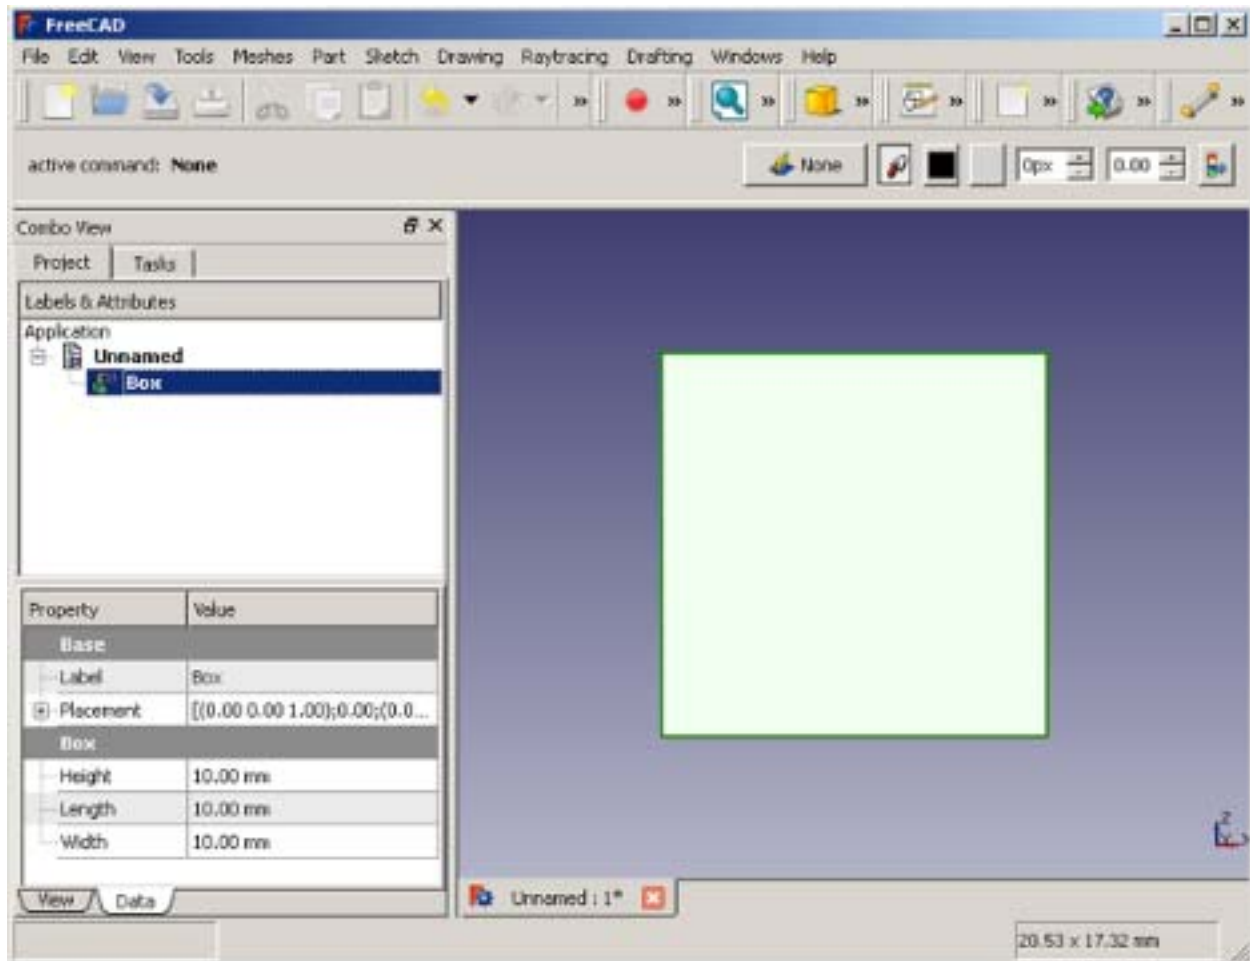 FreeCAD
File Edit View Tools Meshes Part Sketch Drawing Raytracing Drafting Windows Help
active command: None
None
0px
0.00
Combo View
Project Tasks
Labels & Attributes
Application
Unnamed
Box
Property Value
Base
Label Box
Placement [(0.00 0.00 1.00);0.00;(0.0...
Box
Height 10.00 mm
Length 10.00 mm
Width 10.00 mm
View Data
Z
Unnamed : 1*
20.53 x 17.32 mm